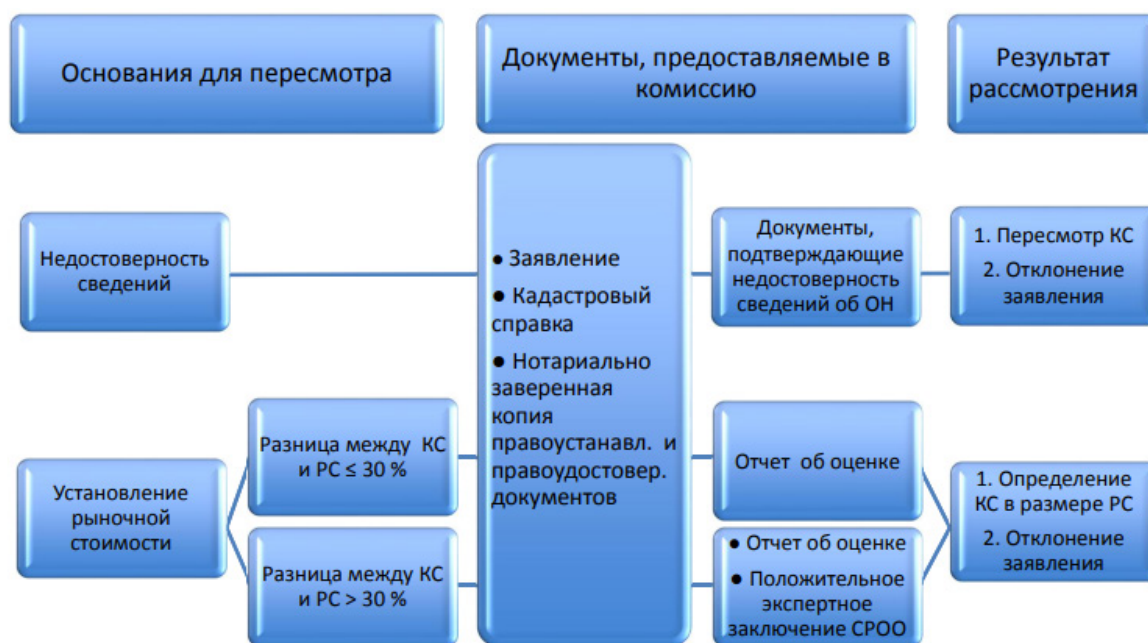 Основания для пересмотра
Документы, предоставляемые в
комиссию
Результат
рассмотрения
Недостоверность
сведений
● Заявление
● Кадастровый
справка
● Нотариально
заверенная
копия
правоустанавл. и
правоудостовер.
документов
Документы,
подтверждающие
недостоверность
сведений об ОН
1. Пересмотр КС
2. Отклонение
заявления
Установление
рыночной
стоимости
Разница между КС
и РС ≤ 30 %
Разница между КС
и РС > 30 %
Отчет об оценке
● Отчет об оценке
● Положительное
экспертное
заключение СРОО
1. Определение
КС в размере РС
2. Отклонение
заявления